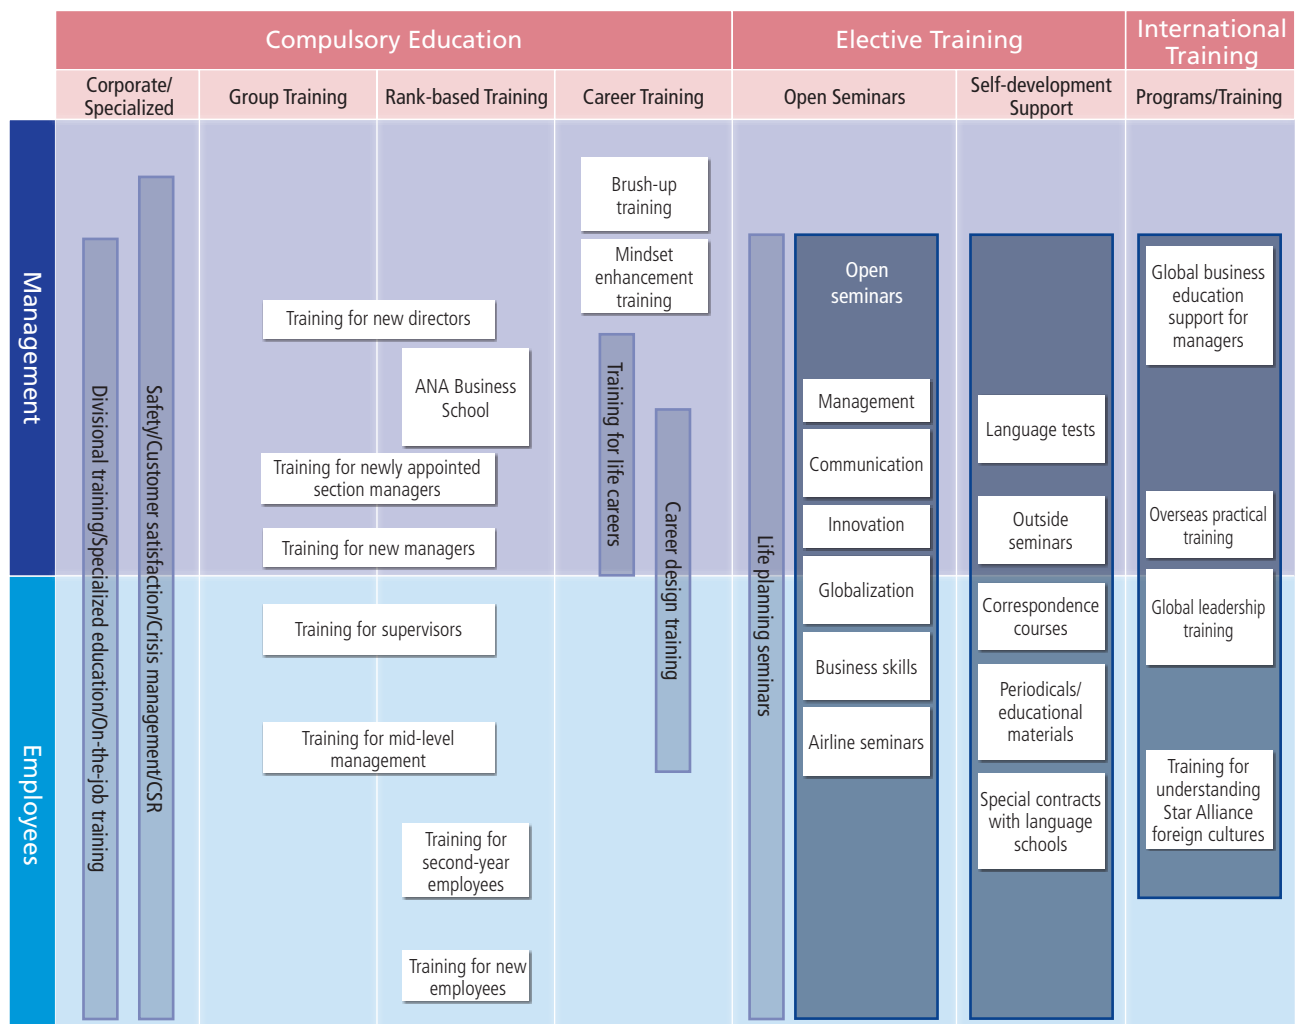 Compulsory Education
Elective Training
International
Training
Corporate/
Specialized
Group Training
Rank-based Training
Career Training
Open Seminars
Self-development
Support
Programs/Training
Management
Employees
Divisional training/Specialized education/On-the-job training
Safety/Customer satisfaction/Crisis management/CSR
Training for new directors
ANA Business
School
Training for newly appointed
section managers
Training for new managers
Training for supervisors
Training for mid-level
management
Training for
second-year
employees
Training for new
employees
Brush-up
training
Mindset
enhancement
training
Training for life careers
Career design training
Life planning seminars
Open
seminars
Management
Communication
Innovation
Globalization
Business skills
Airline seminars
Language tests
Outside
seminars
Correspondence
courses
Periodicals/
educational
materials
Special contracts
with language
schools
Global business
education
support for
managers
Overseas practical
training
Global leadership
training
Training for
understanding
Star Alliance
foreign cultures